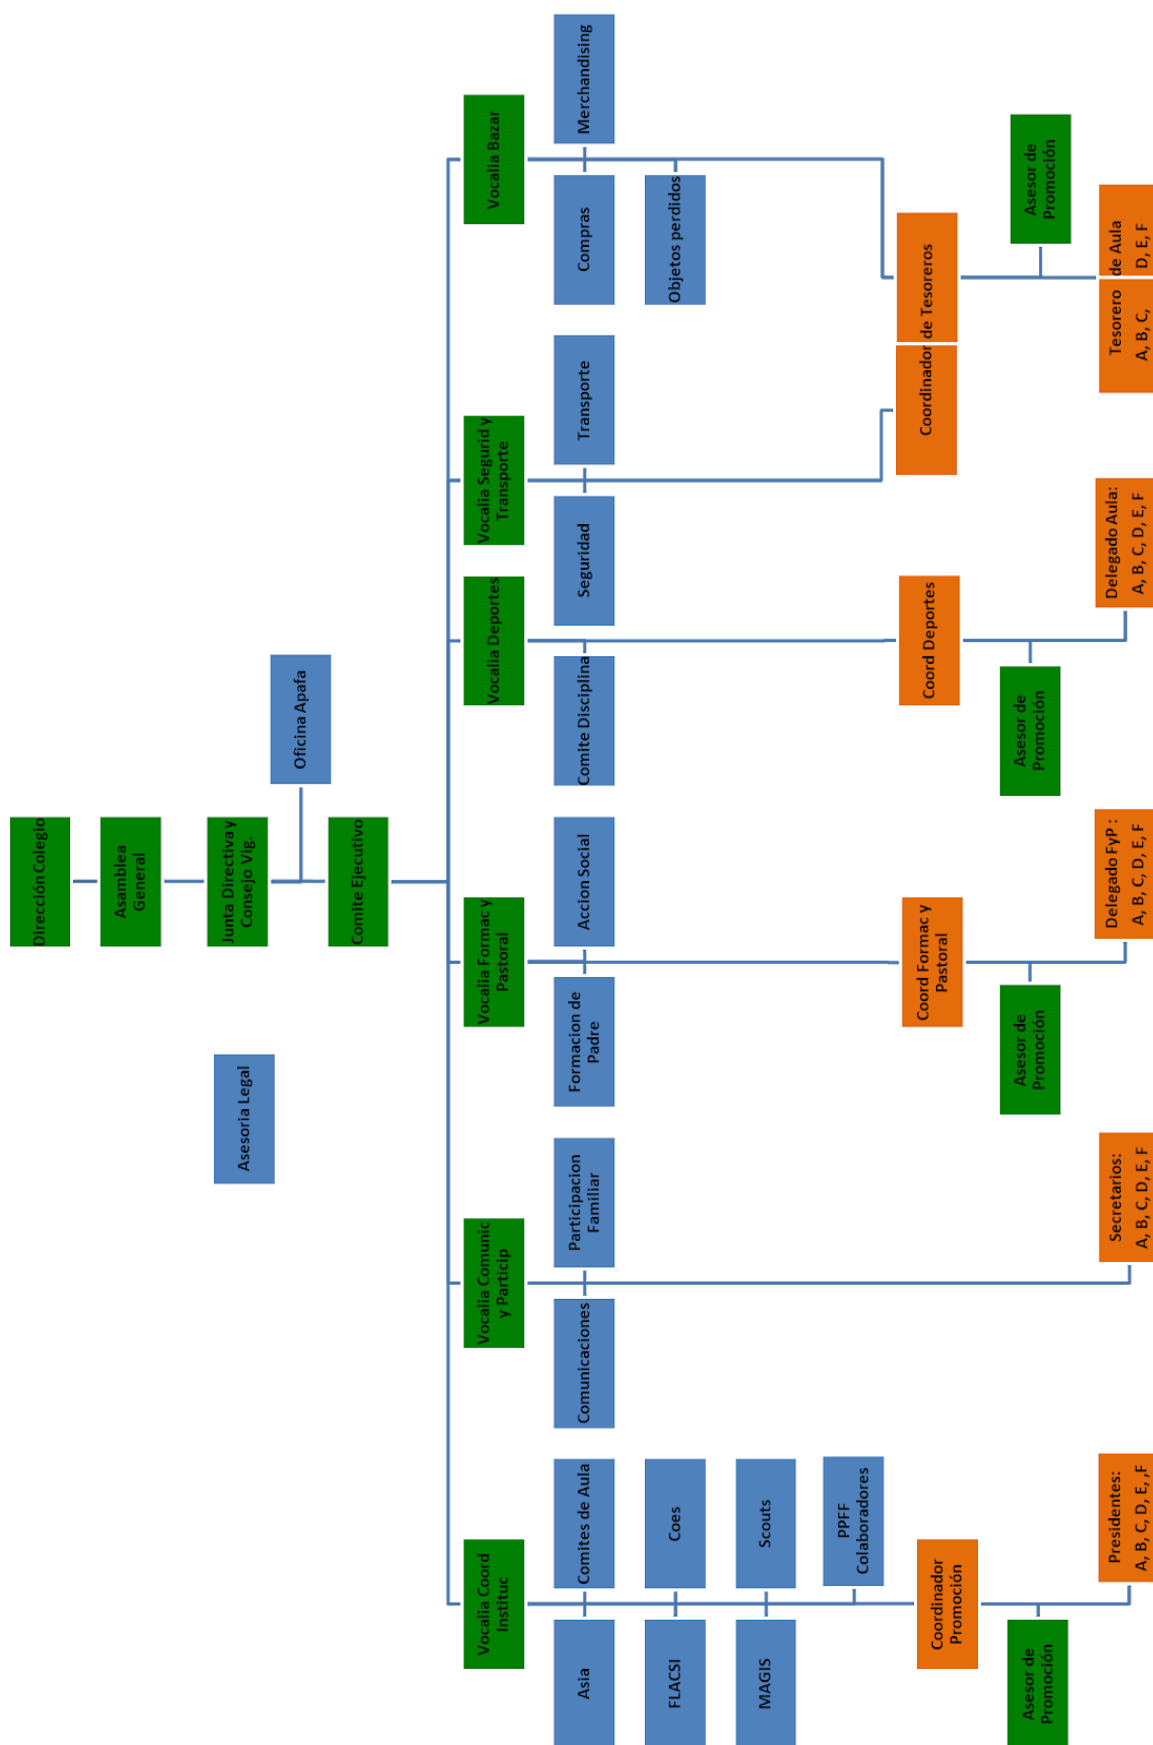 Dirección Colegio
Asamblea
General
Junta Directiva y
Consejo Vig.
Asesoria Legal
Oficina Apafa
Comite Ejecutivo
Vocalia Coord
Instituc
Vocalia Comunic
y Particip
Vocalia Formac y
Pastoral
Vocalia Deportes
Vocalia Segurid y
Transporte
Vocalia Bazar
Asia
Comites de Aula
Comunicaciones
Participacion
Familiar
Formacion de
Padre
Accion Social
Comite Disciplina
Seguridad
Transporte
Compras
Merchandising
FLACSI
Coes
Objetos perdidos
MAGIS
Scouts
PPFF
Colaboradores
Coordinador
Promoción
Coord Formac y
Pastoral
Coord Deportes
Coordinador de Tesoreros
Asesor de
Promoción
Asesor de
Promoción
Asesor de
Promoción
Asesor de
Promoción
Presidentes:
A, B, C, D, E, ,F
Secretarios:
A, B, C, D, E, F
Delegado FyP :
A, B, C, D, E, F
Delegado Aula:
A, B, C, D, E, F
Tesorero de Aula
A, B, C, D, E, F